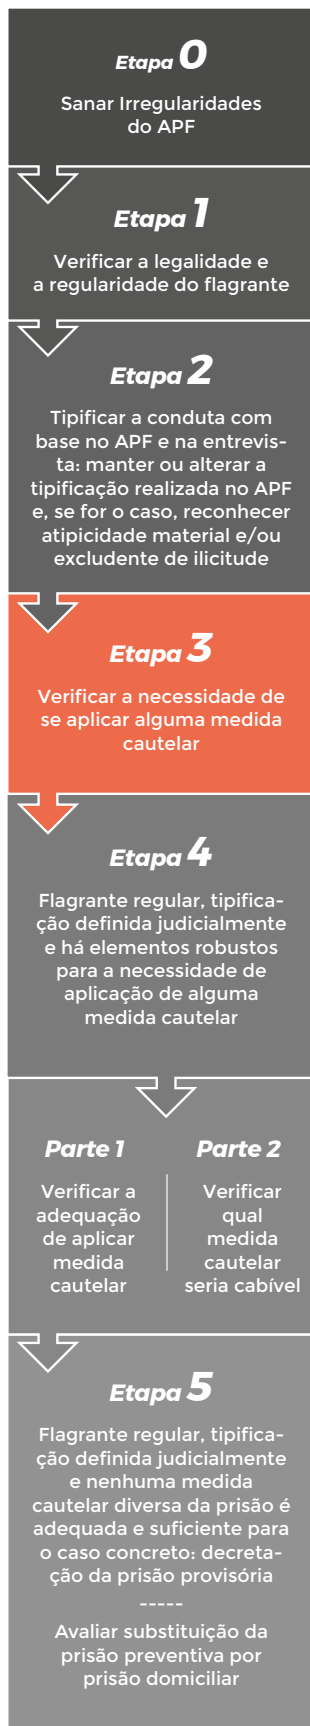 Etapa 0
Sanar Irregularidades
do APF
Etapa 1
Verificar a legalidade e
a regularidade do flagrante
Etapa 2
Tipificar a conduta com
base no APF e na entrevis-
ta: manter ou alterar a
tipificação realizada no APF
e, se for o caso, reconhecer
atipicidade material e/ou
excludente de ilicitude
Etapa 3
Verificar a necessidade de
se aplicar alguma medida
cautelar
Etapa 4
Flagrante regular, tipifica-
ção definida judicialmente
e há elementos robustos
para a necessidade de
aplicação de alguma
medida cautelar
Parte 1
Verificar a
adequação
de aplicar
medida
cautelar
Parte 2
Verificar
qual
medida
cautelar
seria cabível
Etapa 5
Flagrante regular, tipifica-
ção definida judicialmente
e nenhuma medida
cautelar diversa da prisão é
adequada e suficiente para
o caso concreto: decreta-
ção da prisão provisória
-----
Avaliar substituição da
prisão preventiva por
prisão domiciliar